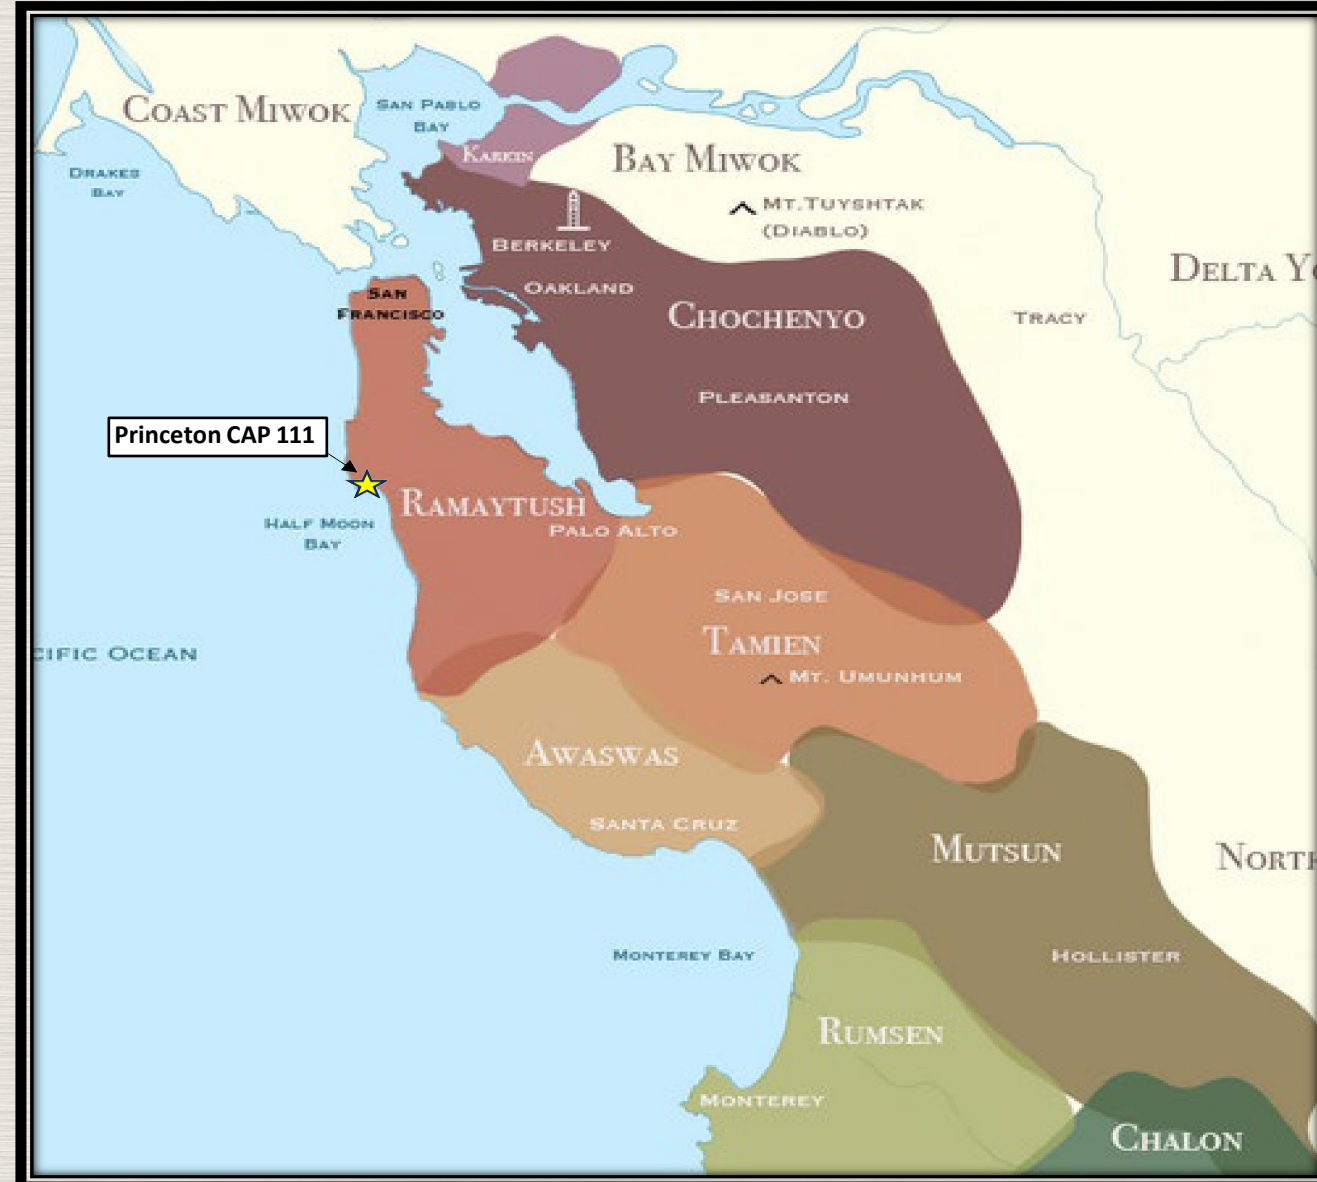 COAST MIWOK
SAN PABLO
BAY
KARKIN
BAY MIWOK
DRAKES
BAY
MT. TUYSHTAK
(DIABLO)
BERKELEY
DELTA YO
OAKLAND
SAN
FRANCISCO
CHOCHENYO
TRACY
PLEASANTON
Princeton CAP 111
RAMAYTUSH
HALF MOON
BAY
PALO ALTO
SAN JOSE
TAMIEN
CIFIC OCEAN
MT. UMUNHUM
AWASWAS
SANTA CRUZ
MUTSUN
NORTH
MONTEREY BAY
HOLLISTER
RUMSEN
MONTEREY
CHALON